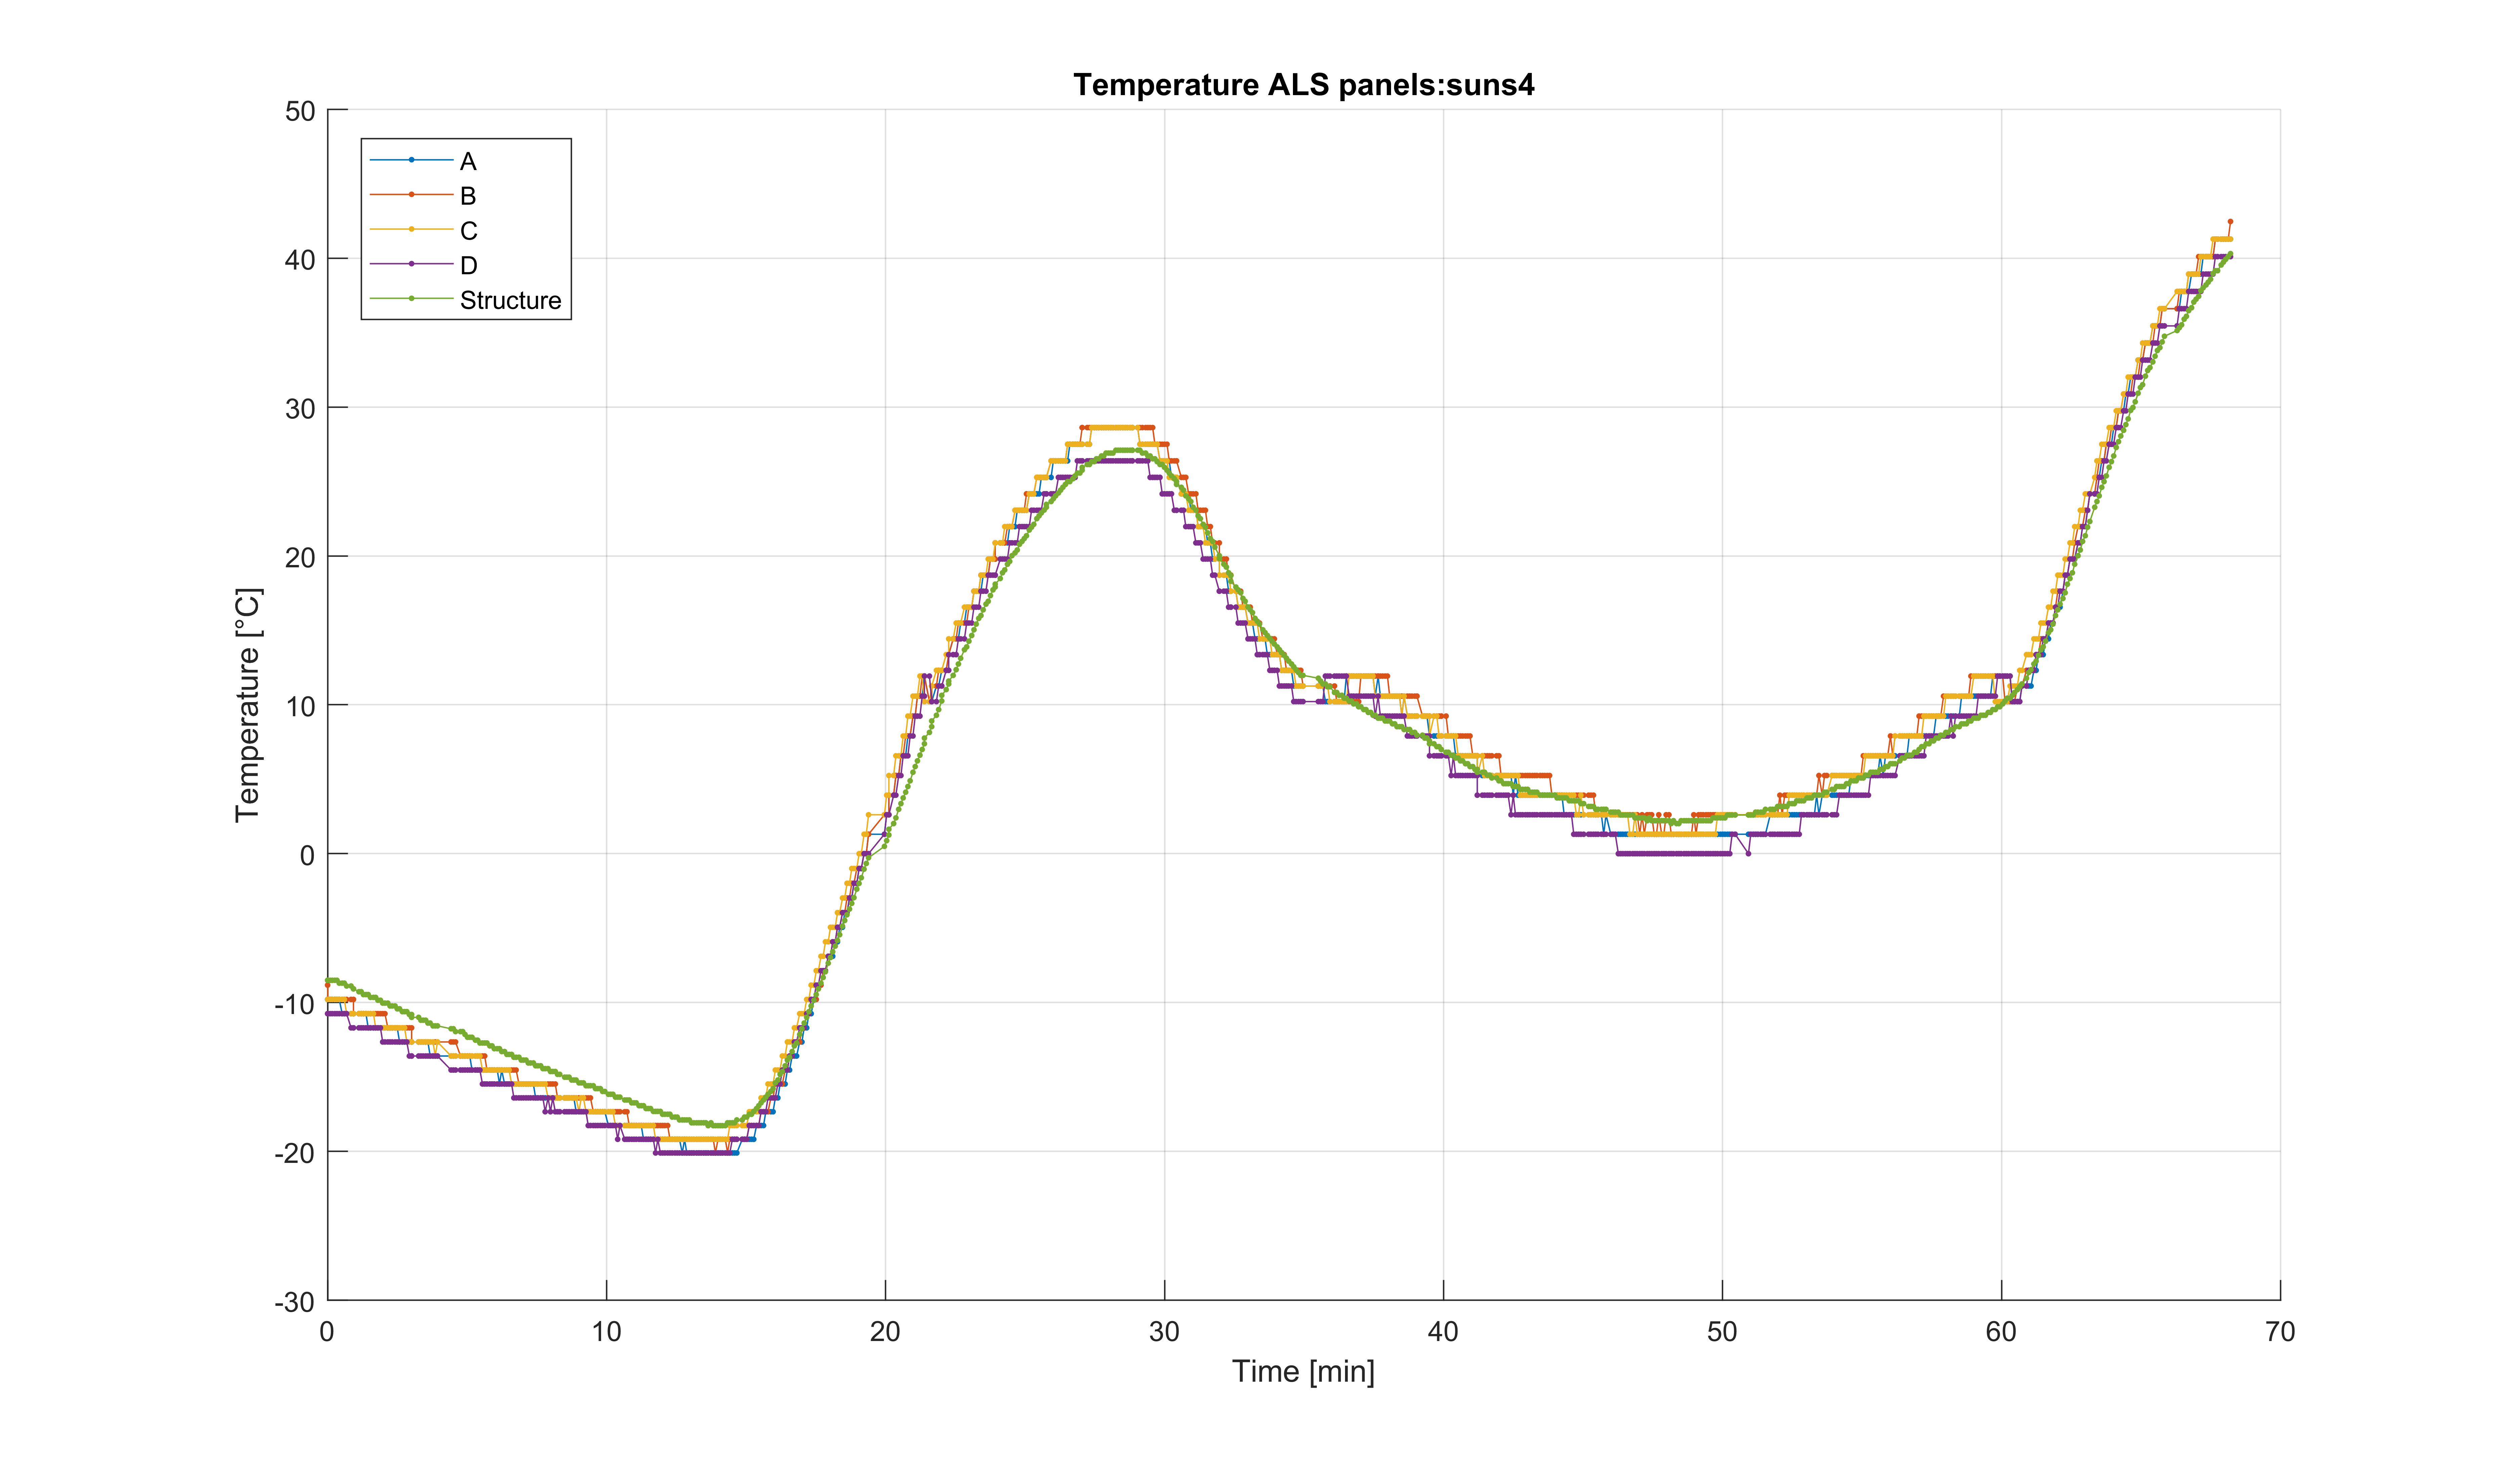 Temperature ALS panels:suns4
50
40
30
20
10
0
-10
-20
-30
Temperature [°C]
A
B
C
D
Structure
0 10 20 30 40 50 60 70
Time [min]